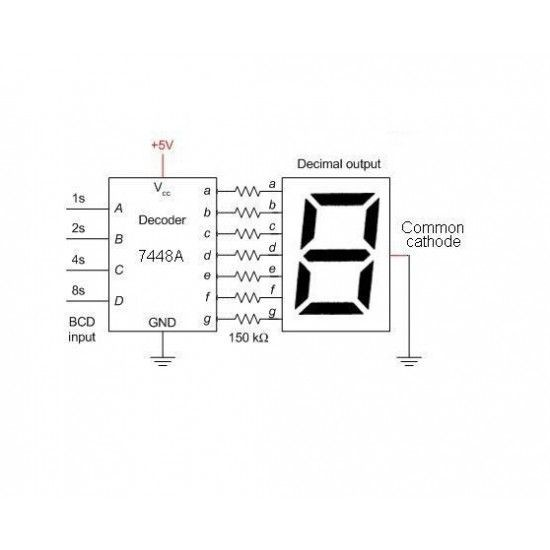 +5V
Decimal output
Vcc
a
a
1s
A
b
b
Decoder
Common
cathode
2s
B
c
c
7448A
d
d
4s
C
e
e
8s
D
f
f
BCD
input
GND
g
g
150 kΩ